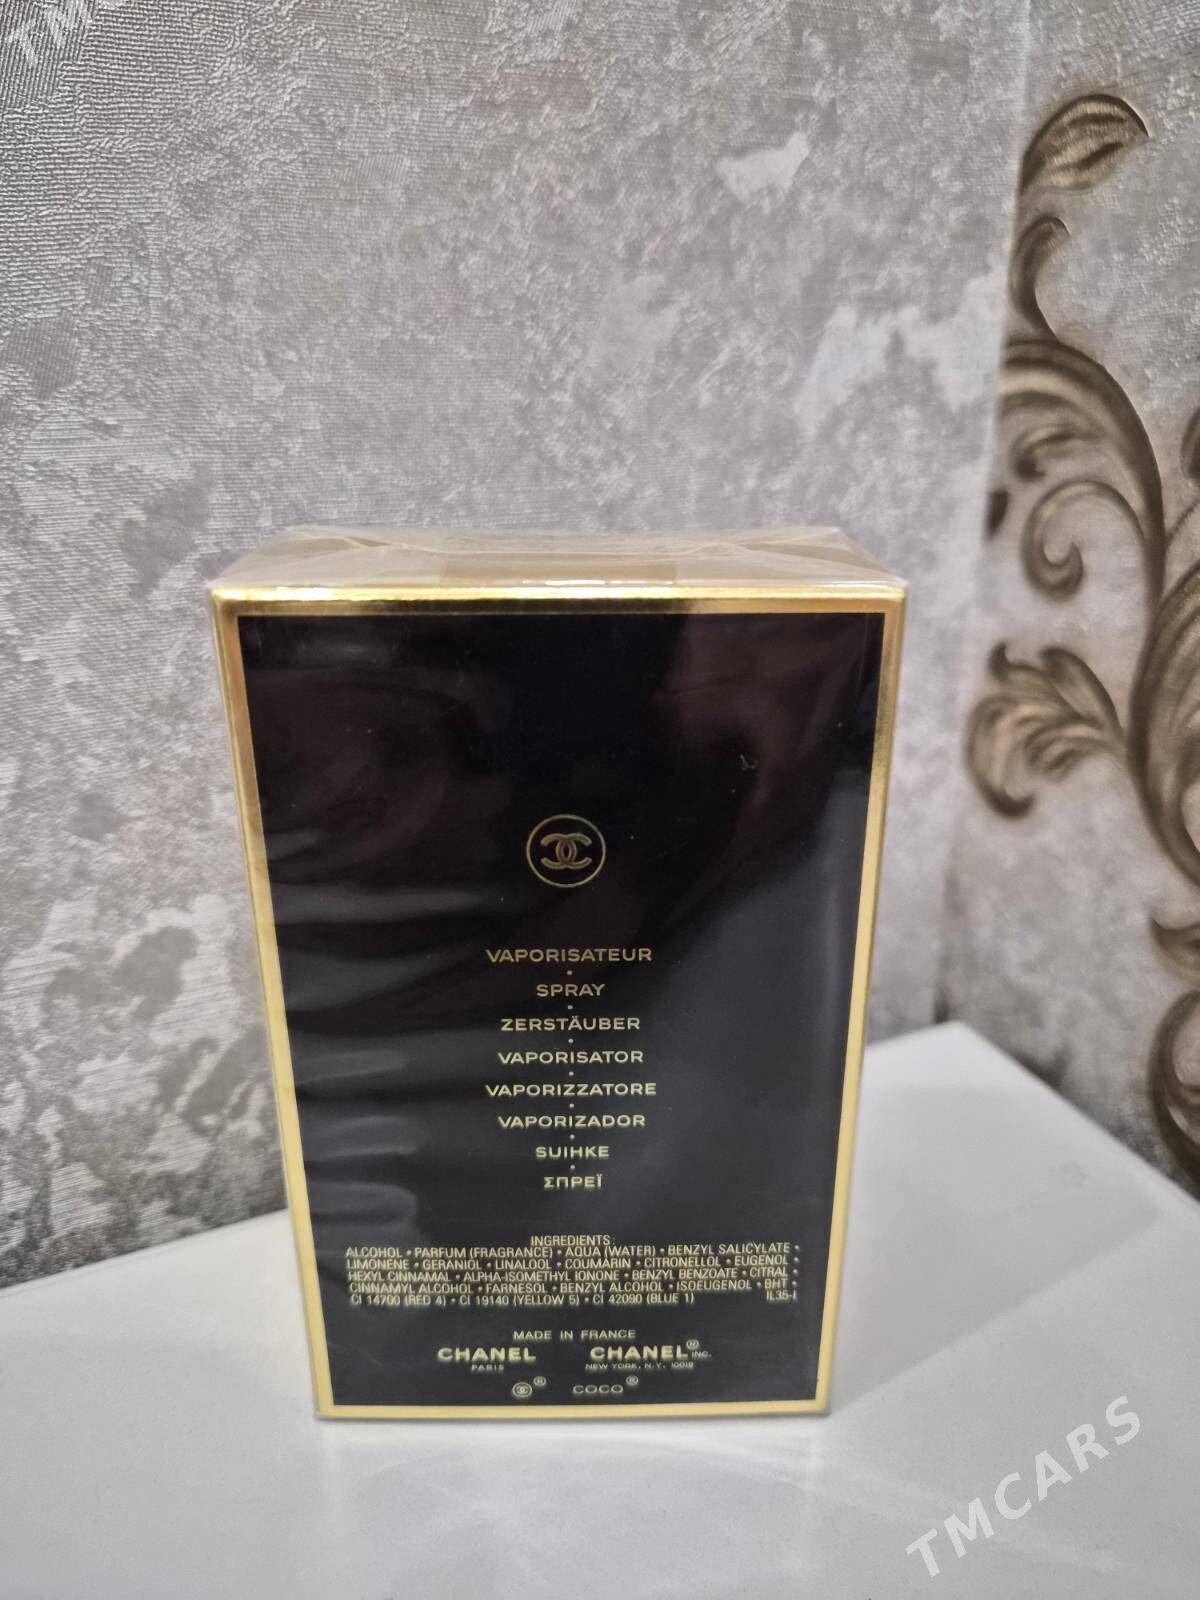 VAPORISATEUR
•
SPRAY
•
ZERSTÄUBER
•
VAPORISATOR
•
VAPORIZZATORE
•
VAPORIZADOR
•
SUIHKE
•
ΣΠΡΕΪ
INGREDIENTS:
ALCOHOL • PARFUM (FRAGRANCE) • AQUA (WATER) • BENZYL SALICYLATE •
LIMONENE • GERANIOL • LINALOOL • COUMARIN • CITRONELLOL • EUGENOL •
HEXYL CINNAMAL • ALPHA-ISOMETHYL IONONE • BENZYL BENZOATE • CITRAL •
CINNAMYL ALCOHOL • FARNESOL • BENZYL ALCOHOL • ISOEUGENOL • BHT •
CI 14700 (RED 4) • CI 19140 (YELLOW 5) • CI 42090 (BLUE 1) IL35-I
MADE IN FRANCE
CHANEL CHANEL® INC.
PARIS NEW YORK, N.Y. 10019
® COCO®
TMCARS